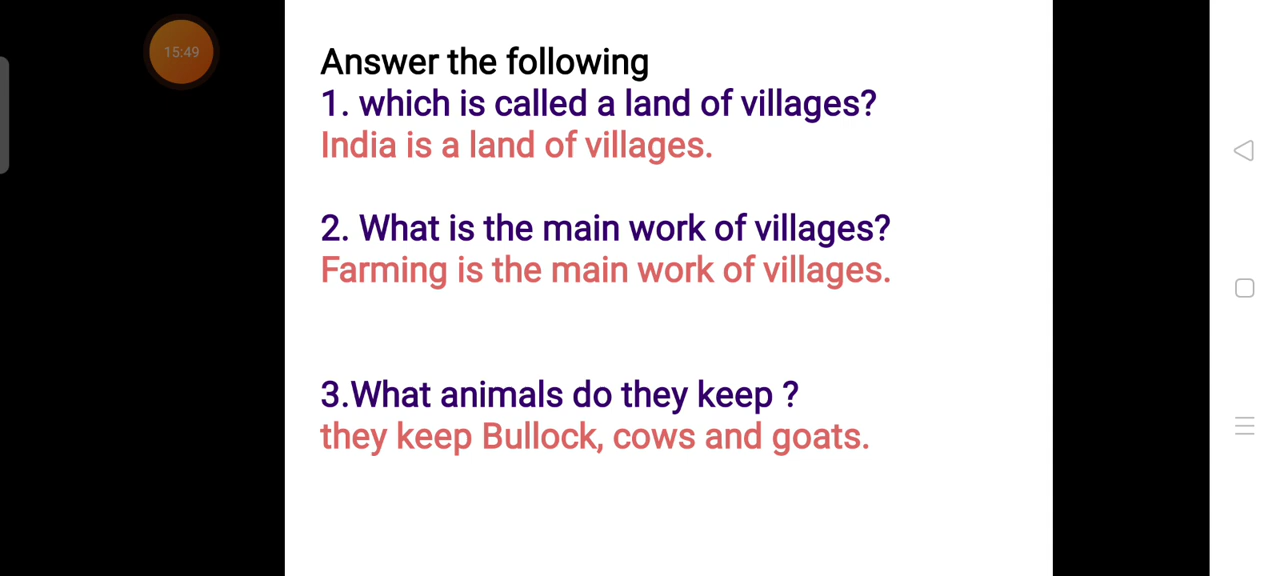 15:49
Answer the following
1. which is called a land of villages?
India is a land of villages.
2. What is the main work of villages?
Farming is the main work of villages.
3.What animals do they keep ?
they keep Bullock, cows and goats.